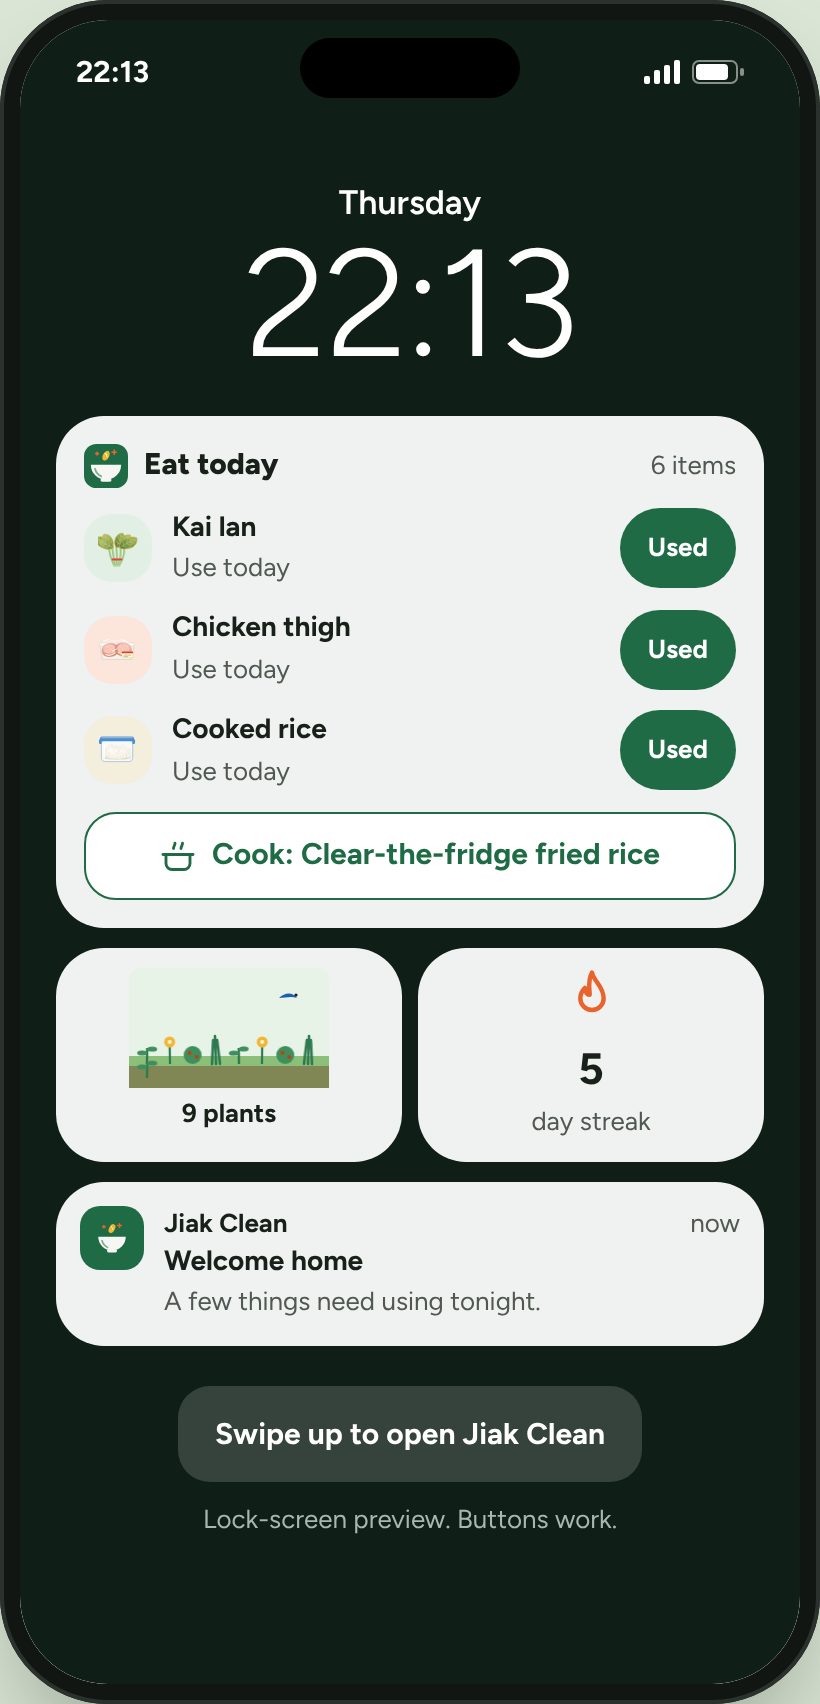 22:13
Thursday
22:13
Eat today
6 items
Kai lan
Use today
Used
Chicken thigh
Use today
Used
Cooked rice
Use today
Used
Cook: Clear-the-fridge fried rice
9 plants
5
day streak
Jiak Clean
now
Welcome home
A few things need using tonight.
Swipe up to open Jiak Clean
Lock-screen preview. Buttons work.